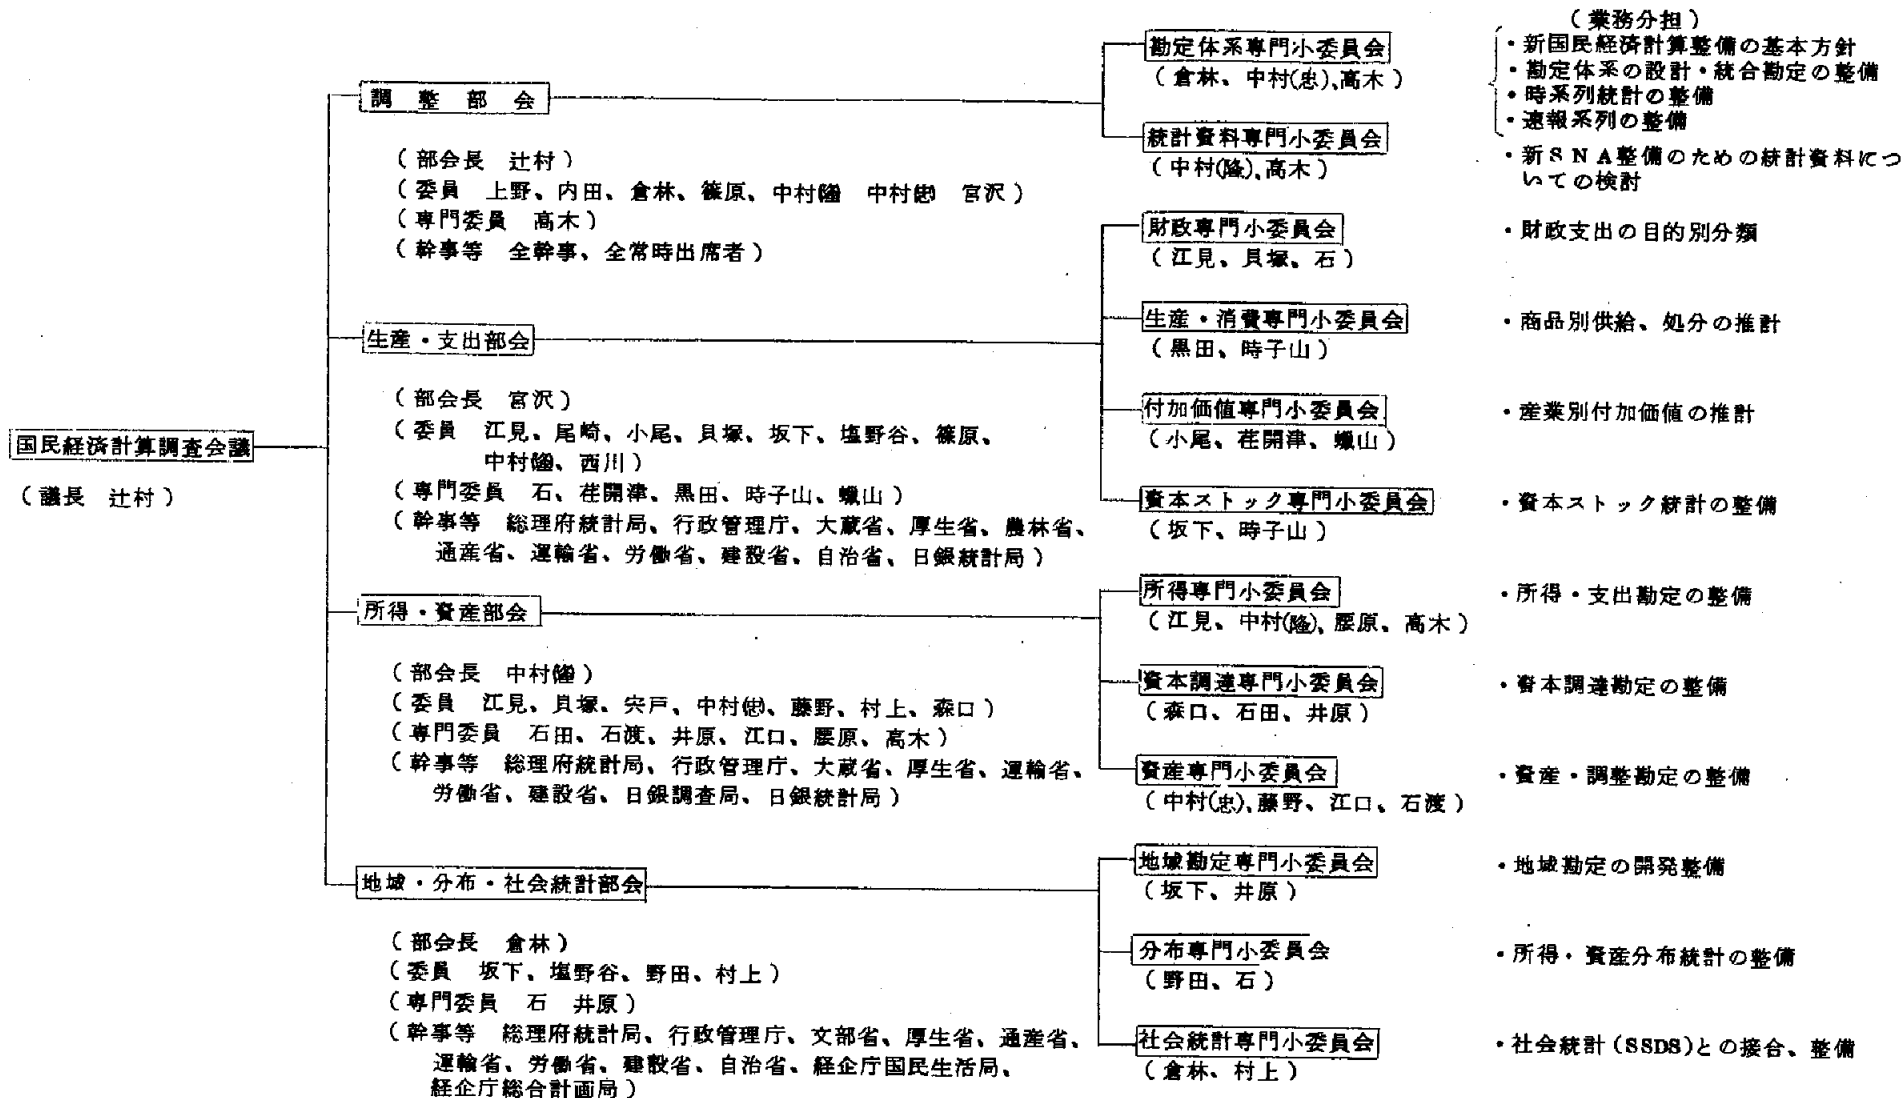 国民経済計算調査会議
（議長　辻村）
調整部会
（部会長　辻村）
（委員　上野、内田、倉林、篠原、中村(隆)　中村(忠)　宮沢）
（専門委員　高木）
（幹事等　全幹事、全常時出席者）
勘定体系専門小委員会
（倉林、中村(忠)、高木）
統計資料専門小委員会
（中村(隆)、高木）
（業務分担）
・新国民経済計算整備の基本方針
・勘定体系の設計・統合勘定の整備
・時系列統計の整備
・速報系列の整備
・新SNA整備のための統計資料につ
いての検討
生産・支出部会
（部会長　宮沢）
（委員　江見、尾崎、小尾、貝塚、坂下、塩野谷、篠原、
中村(隆)、西川）
（専門委員　石、荏開津、黒田、時子山、蠟山）
（幹事等　総理府統計局、行政管理庁、大蔵省、厚生省、農林省、
通産省、運輸省、労働省、建設省、自治省、日銀統計局）
財政専門小委員会
（江見、貝塚、石）
・財政支出の目的別分類
生産・消費専門小委員会
（黒田、時子山）
・商品別供給、処分の推計
付加価値専門小委員会
（小尾、荏開津、蠟山）
・産業別付加価値の推計
資本ストック専門小委員会
（坂下、時子山）
・資本ストック統計の整備
所得・資産部会
（部会長　中村(隆)）
（委員　江見、貝塚、宍戸、中村(忠)、藤野、村上、森口）
（専門委員　石田、石渡、井原、江口、腰原、高木）
（幹事等　総理府統計局、行政管理庁、大蔵省、厚生省、運輸省、
労働省、建設省、日銀調査局、日銀統計局）
所得専門小委員会
（江見、中村(隆)、腰原、高木）
・所得・支出勘定の整備
資本調達専門小委員会
（森口、石田、井原）
・資本調達勘定の整備
資産専門小委員会
（中村(忠)、藤野、江口、石渡）
・資産・調整勘定の整備
地域・分布・社会統計部会
（部会長　倉林）
（委員　坂下、塩野谷、野田、村上）
（専門委員　石　井原）
（幹事等　総理府統計局、行政管理庁、文部省、厚生省、通産省、
運輸省、労働省、建設省、自治省、経企庁国民生活局、
経企庁総合計画局）
地域勘定専門小委員会
（坂下、井原）
・地域勘定の開発整備
分布専門小委員会
（野田、石）
・所得・資産分布統計の整備
社会統計専門小委員会
（倉林、村上）
・社会統計(SSDS)との接合、整備